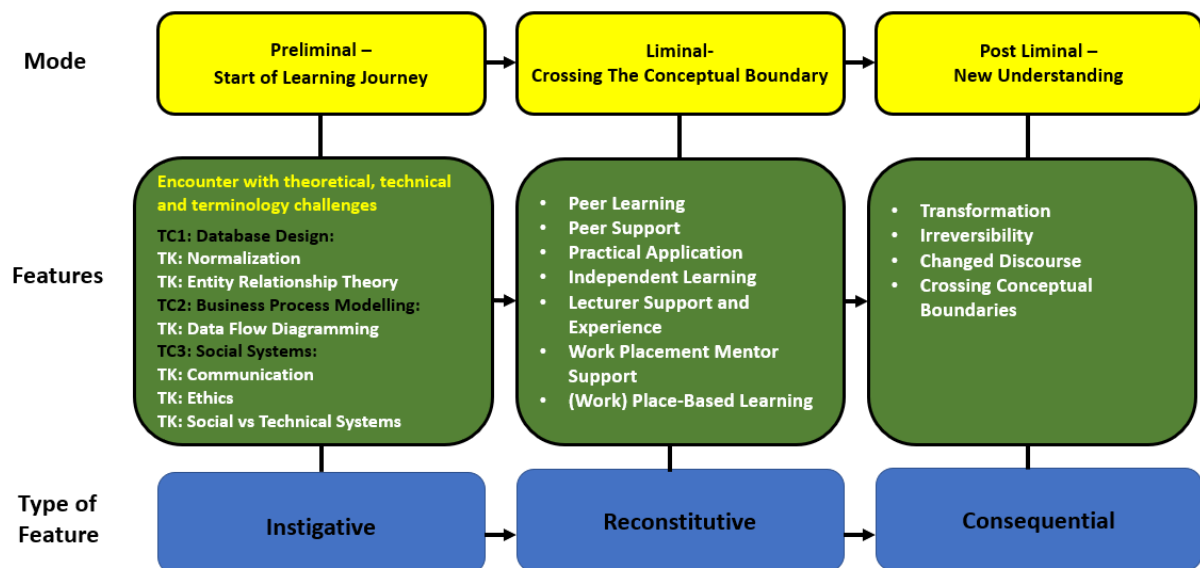 Mode
Preliminal –
Start of Learning Journey
Liminal-
Crossing The Conceptual Boundary
Post Liminal –
New Understanding
Features
Encounter with theoretical, technical
and terminology challenges
TC1: Database Design:
TK: Normalization
TK: Entity Relationship Theory
TC2: Business Process Modelling:
TK: Data Flow Diagramming
TC3: Social Systems:
TK: Communication
TK: Ethics
TK: Social vs Technical Systems
• Peer Learning
• Peer Support
• Practical Application
• Independent Learning
• Lecturer Support and
Experience
• Work Placement Mentor
Support
• (Work) Place-Based Learning
• Transformation
• Irreversibility
• Changed Discourse
• Crossing Conceptual
Boundaries
Type of
Feature
Instigative
Reconstitutive
Consequential